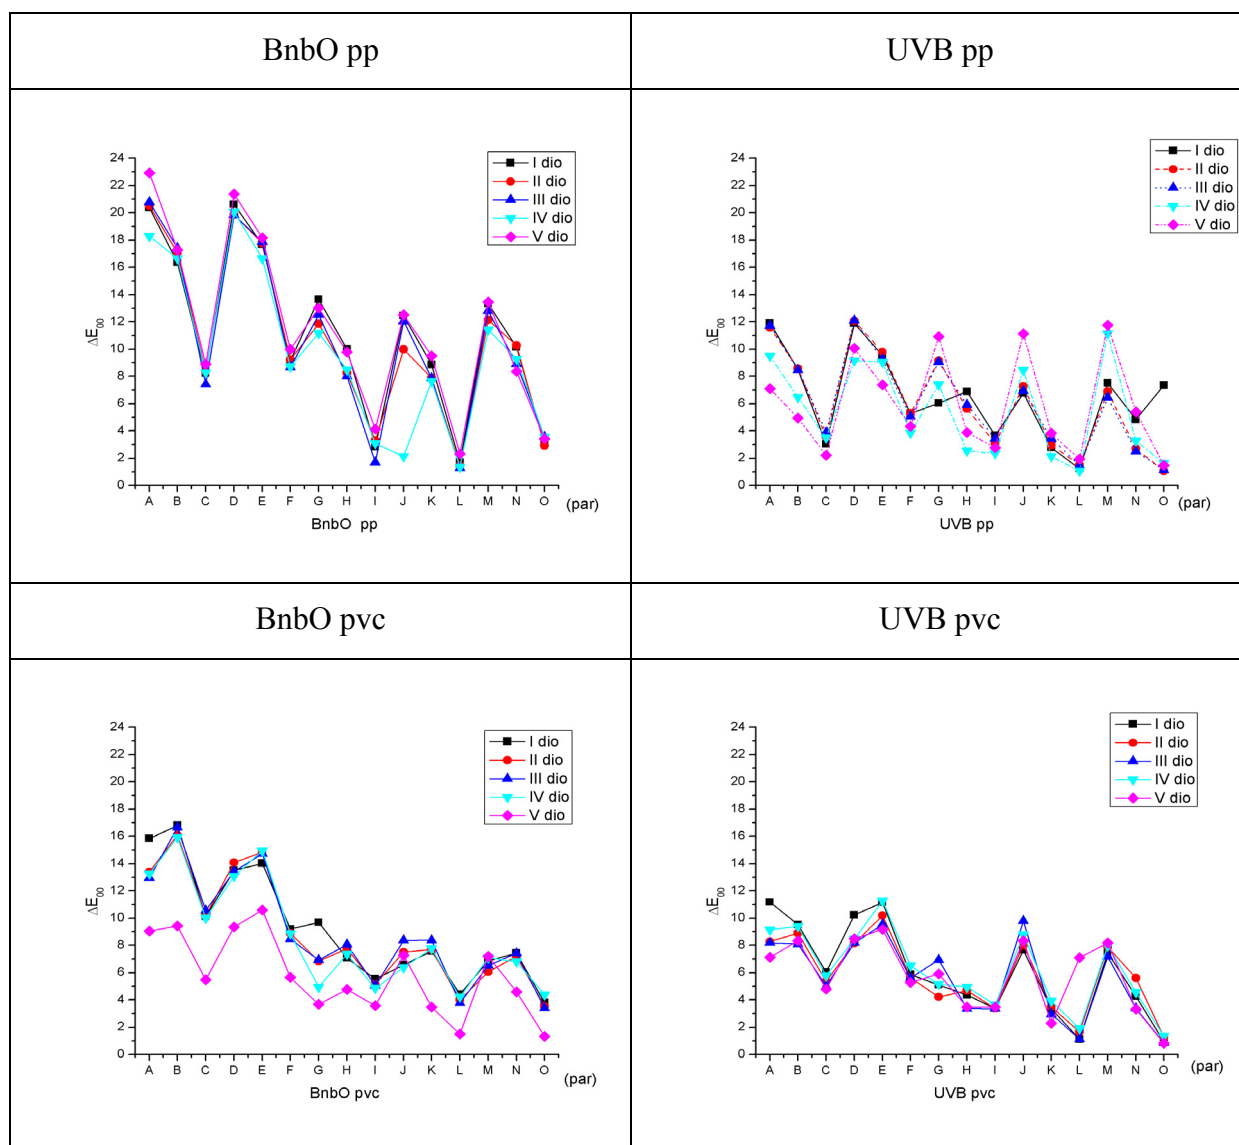 BnbO pp
UVB pp
24
22
20
18
16
14
12
10
8
6
4
2
0
ΔE00
A B C D E F G H I J K L M N O
(par)
BnbO pp
I dio
II dio
III dio
IV dio
V dio
24
22
20
18
16
14
12
10
8
6
4
2
0
ΔE00
A B C D E F G H I J K L M N O
(par)
UVB pp
I dio
II dio
III dio
IV dio
V dio
BnbO pvc
UVB pvc
24
22
20
18
16
14
12
10
8
6
4
2
0
ΔE00
A B C D E F G H I J K L M N O
(par)
BnbO pvc
I dio
II dio
III dio
IV dio
V dio
24
22
20
18
16
14
12
10
8
6
4
2
0
ΔE00
A B C D E F G H I J K L M N O
(par)
UVB pvc
I dio
II dio
III dio
IV dio
V dio